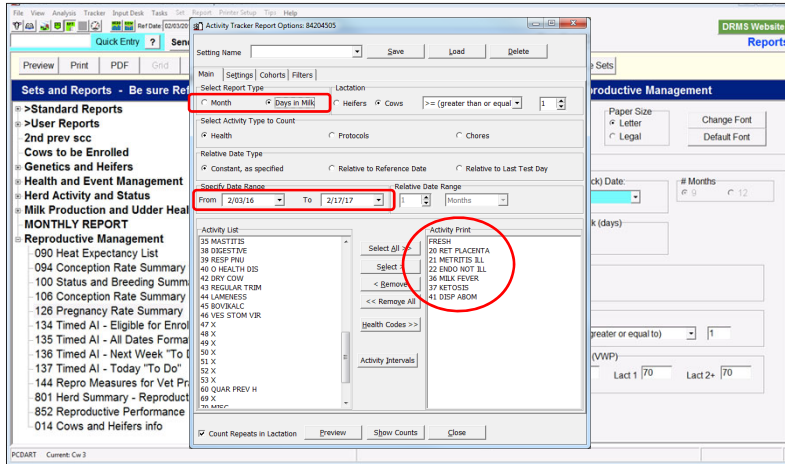 File View Analysis Tracker Input Desk Tasks Get Report Printer Setup Tips Help
Activity Tracker Report Options: 84204505
Ref Date 02/03/20
DRMS Website
Quick Entry ? Sen
Reports
Setting Name Save Load Delete
Preview Print PDF Grid
e Sets
Main Settings Cohorts Filters
Sets and Reports - Be sure Ref
roductive Management
Select Report Type
Month Days in Milk
Lactation
Heifers Cows >= (greater than or equal 1
Paper Size
Letter
Legal
Change Font
Default Font
Select Activity Type to Count
Health Protocols Chores
Relative Date Type
Constant, as specified Relative to Reference Date Relative to Last Test Day
Specify Date Range
From 2/03/16 To 2/17/17
Relative Date Range
1 Months
ck) Date:
# Months
9 12
k (days)
>Standard Reports
>User Reports
2nd prev scc
Cows to be Enrolled
Genetics and Heifers
Health and Event Management
Herd Activity and Status
Milk Production and Udder Heal
MONTHLY REPORT
Reproductive Management
090 Heat Expectancy List
094 Conception Rate Summary
100 Status and Breeding Summ
106 Conception Rate Summary
126 Pregnancy Rate Summary
134 Timed AI - Eligible for Enrol
135 Timed AI - All Dates Forma
136 Timed AI - Next Week "To D
137 Timed AI - Today "To Do"
144 Repro Measures for Vet Pr
801 Herd Summary - Reproduct
852 Reproductive Performance
014 Cows and Heifers info
Activity List
35 MASTITIS
38 DIGESTIVE
39 RESP PNU
40 O HEALTH DIS
42 DRY COW
43 REGULAR TRIM
44 LAMENESS
45 BOVIKALC
46 VES STOM VIR
47 X
48 X
49 X
50 X
51 X
52 X
53 X
60 QUAR PREV H
69 X
70 MISC
Select All >>
Select >
< Remove
<< Remove All
Health Codes >>
Activity Intervals
Activity Print
FRESH
20 RET PLACENTA
21 METRITIS ILL
22 ENDO NOT ILL
36 MILK FEVER
37 KETOSIS
41 DISP ABOM
greater or equal to) 1
(VWP)
Lact 1 70 Lact 2+ 70
Count Repeats in Lactation Preview Show Counts Close
PCDART Current: Cw 3